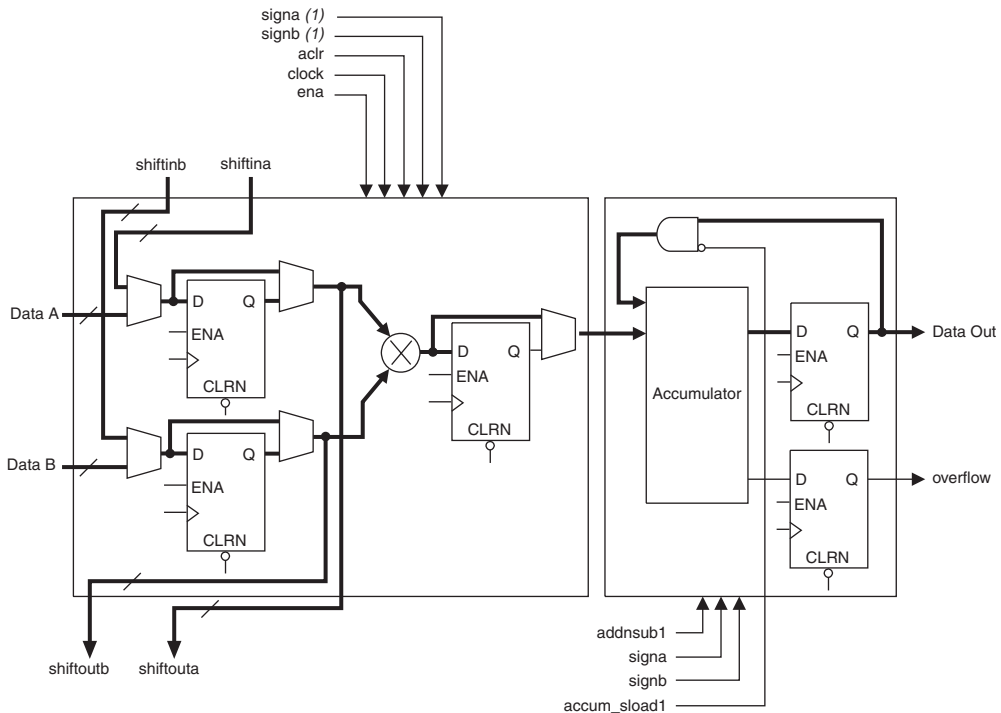 signa (1)
signb (1)
aclr
clock
ena
shiftinb
shiftina
Data A
D Q
ENA
CLRN
D Q
ENA
CLRN
Accumulator
D Q
ENA
CLRN
Data Out
Data B
D Q
ENA
CLRN
D Q
ENA
CLRN
overflow
shiftoutb
shiftouta
addnsub1
signa
signb
accum_sload1